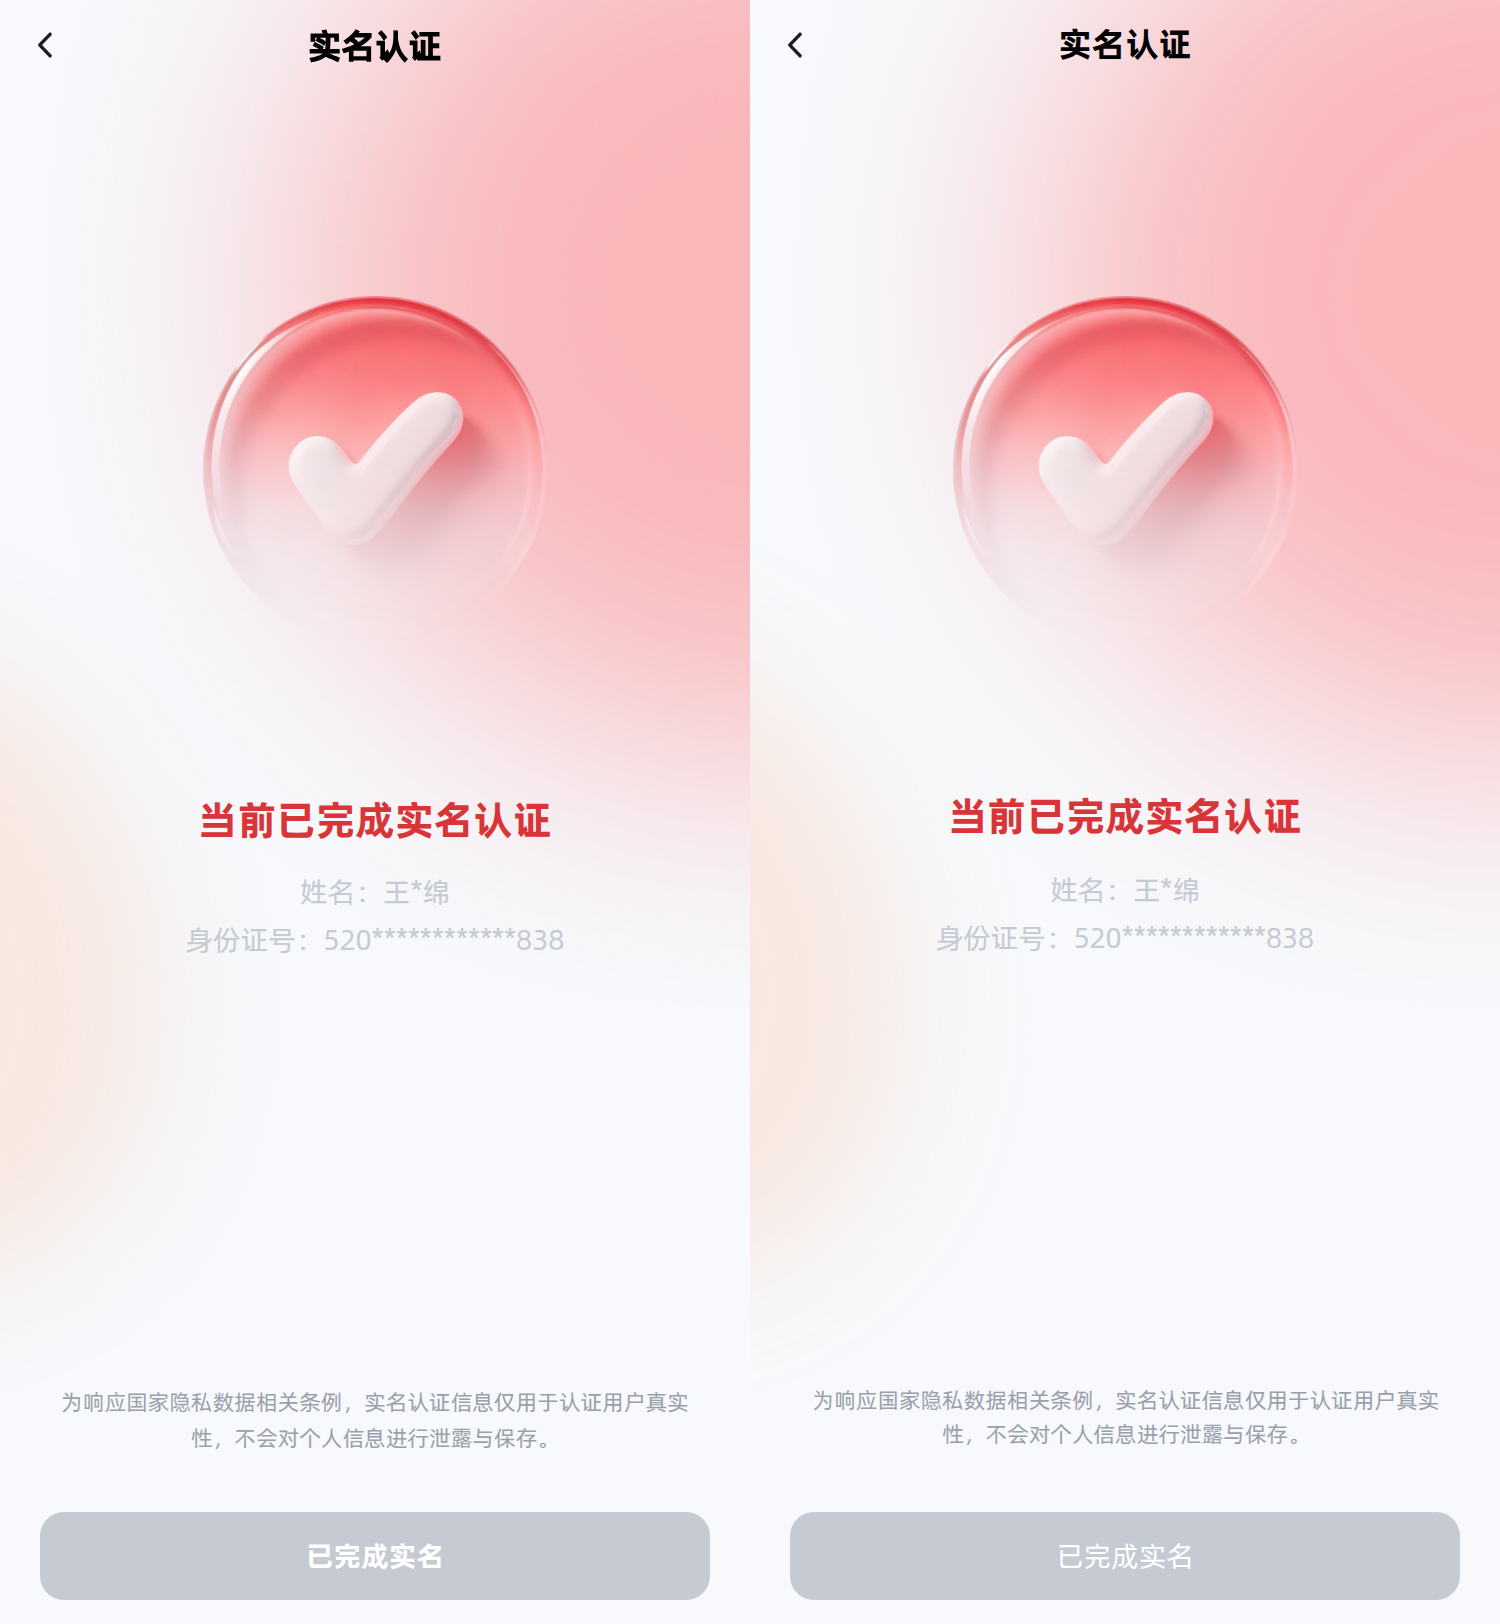 实名认证
当前已完成实名认证
姓名：王*绵
身份证号：520************838
为响应国家隐私数据相关条例，实名认证信息仅用于认证用户真实
性，不会对个人信息进行泄露与保存。
已完成实名
实名认证
当前已完成实名认证
姓名：王*绵
身份证号：520************838
为响应国家隐私数据相关条例，实名认证信息仅用于认证用户真实
性，不会对个人信息进行泄露与保存。
已完成实名